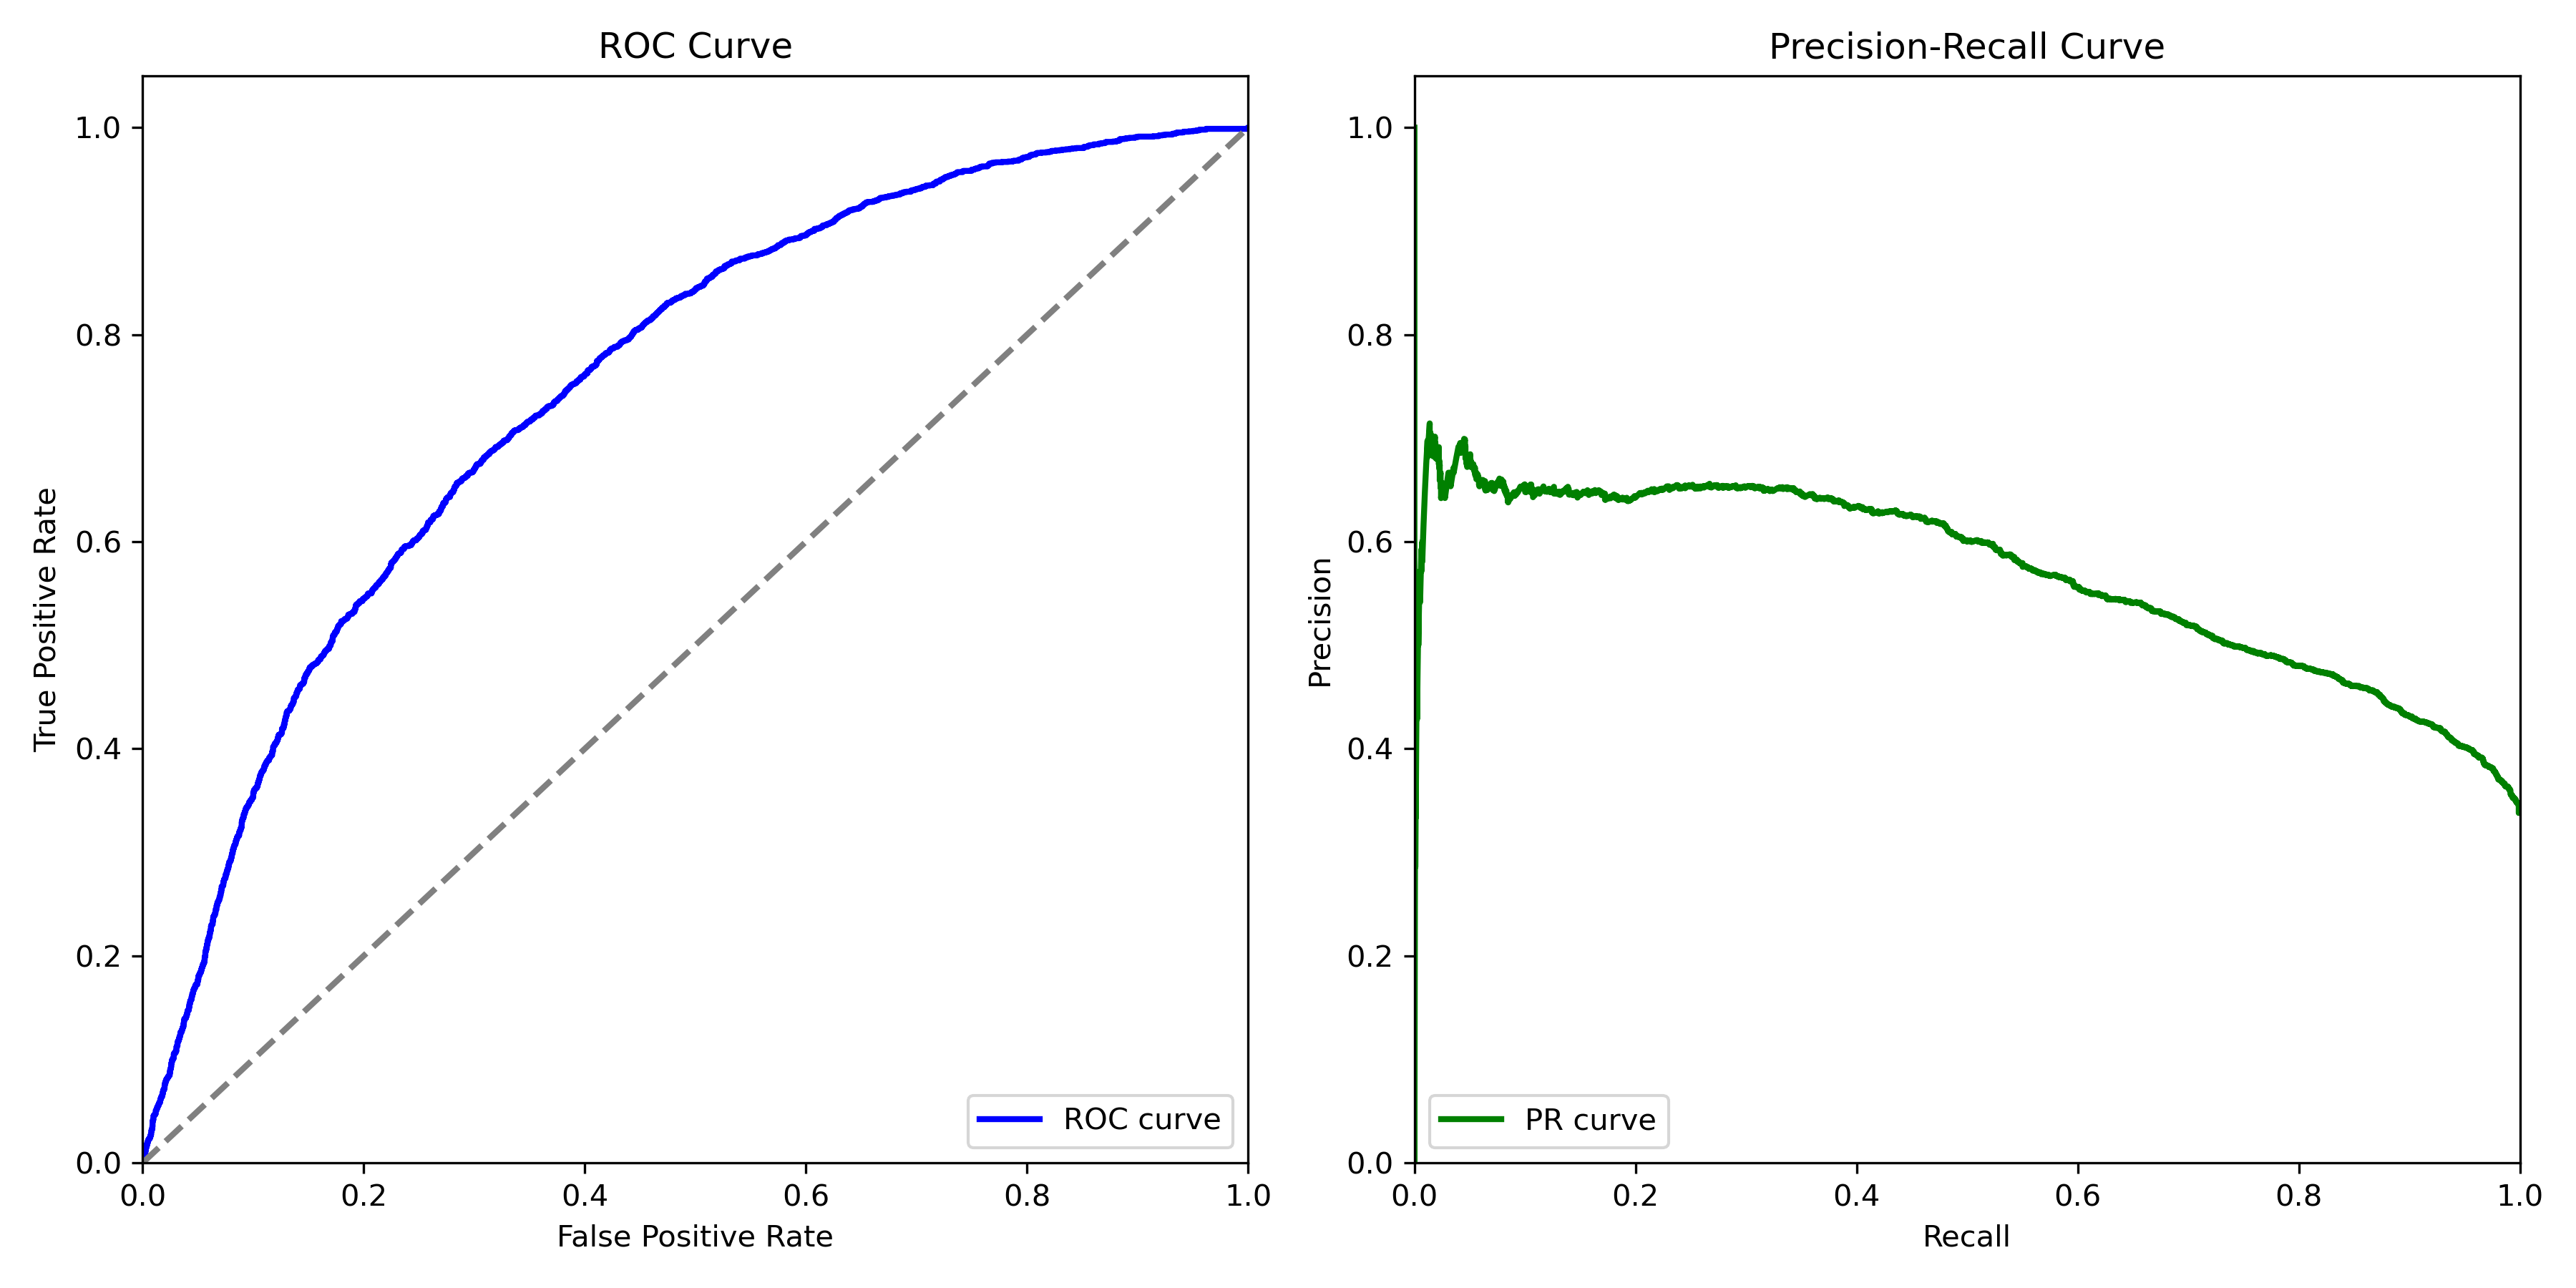 ROC Curve
True Positive Rate
1.0
0.8
0.6
0.4
0.2
0.0
0.0 0.2 0.4 0.6 0.8 1.0
False Positive Rate
ROC curve
Precision-Recall Curve
Precision
1.0
0.8
0.6
0.4
0.2
0.0
0.0 0.2 0.4 0.6 0.8 1.0
Recall
PR curve